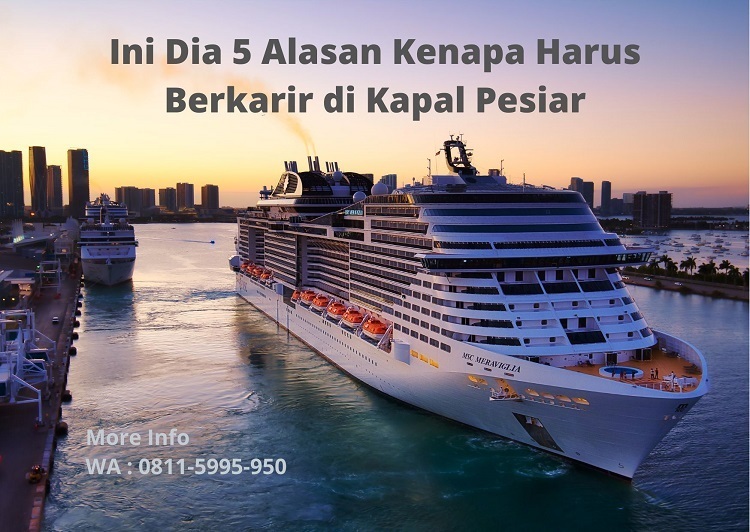 Ini Dia 5 Alasan Kenapa Harus
Berkarir di Kapal Pesiar
MSC MERAVIGLIA
More Info
WA : 0811-5995-950